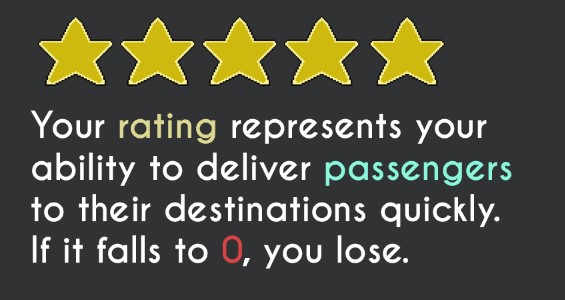 Your rating represents your
ability to deliver passengers
to their destinations quickly.
If it falls to 0, you lose.